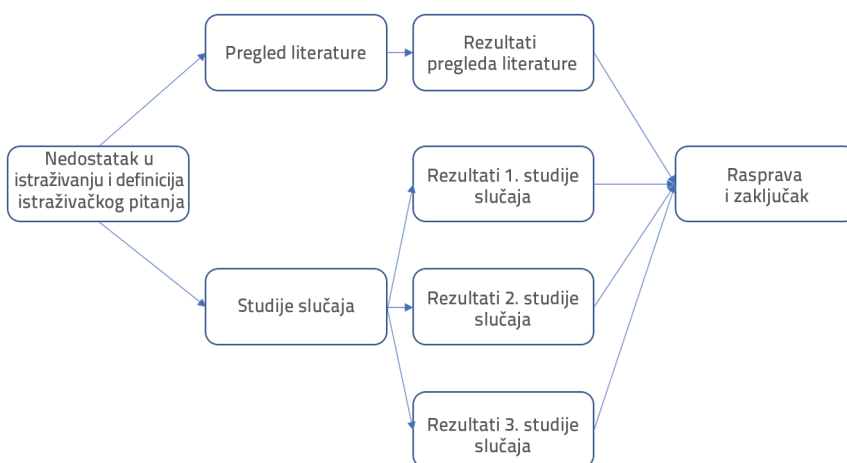 Pregled literature
Rezultati
pregleda literature
Nedostatak u
istraživanju i definicija
istraživačkog pitanja
Rezultati 1. studije
slučaja
Rasprava
i zaključak
Studije slučaja
Rezultati 2. studije
slučaja
Rezultati 3. studije
slučaja